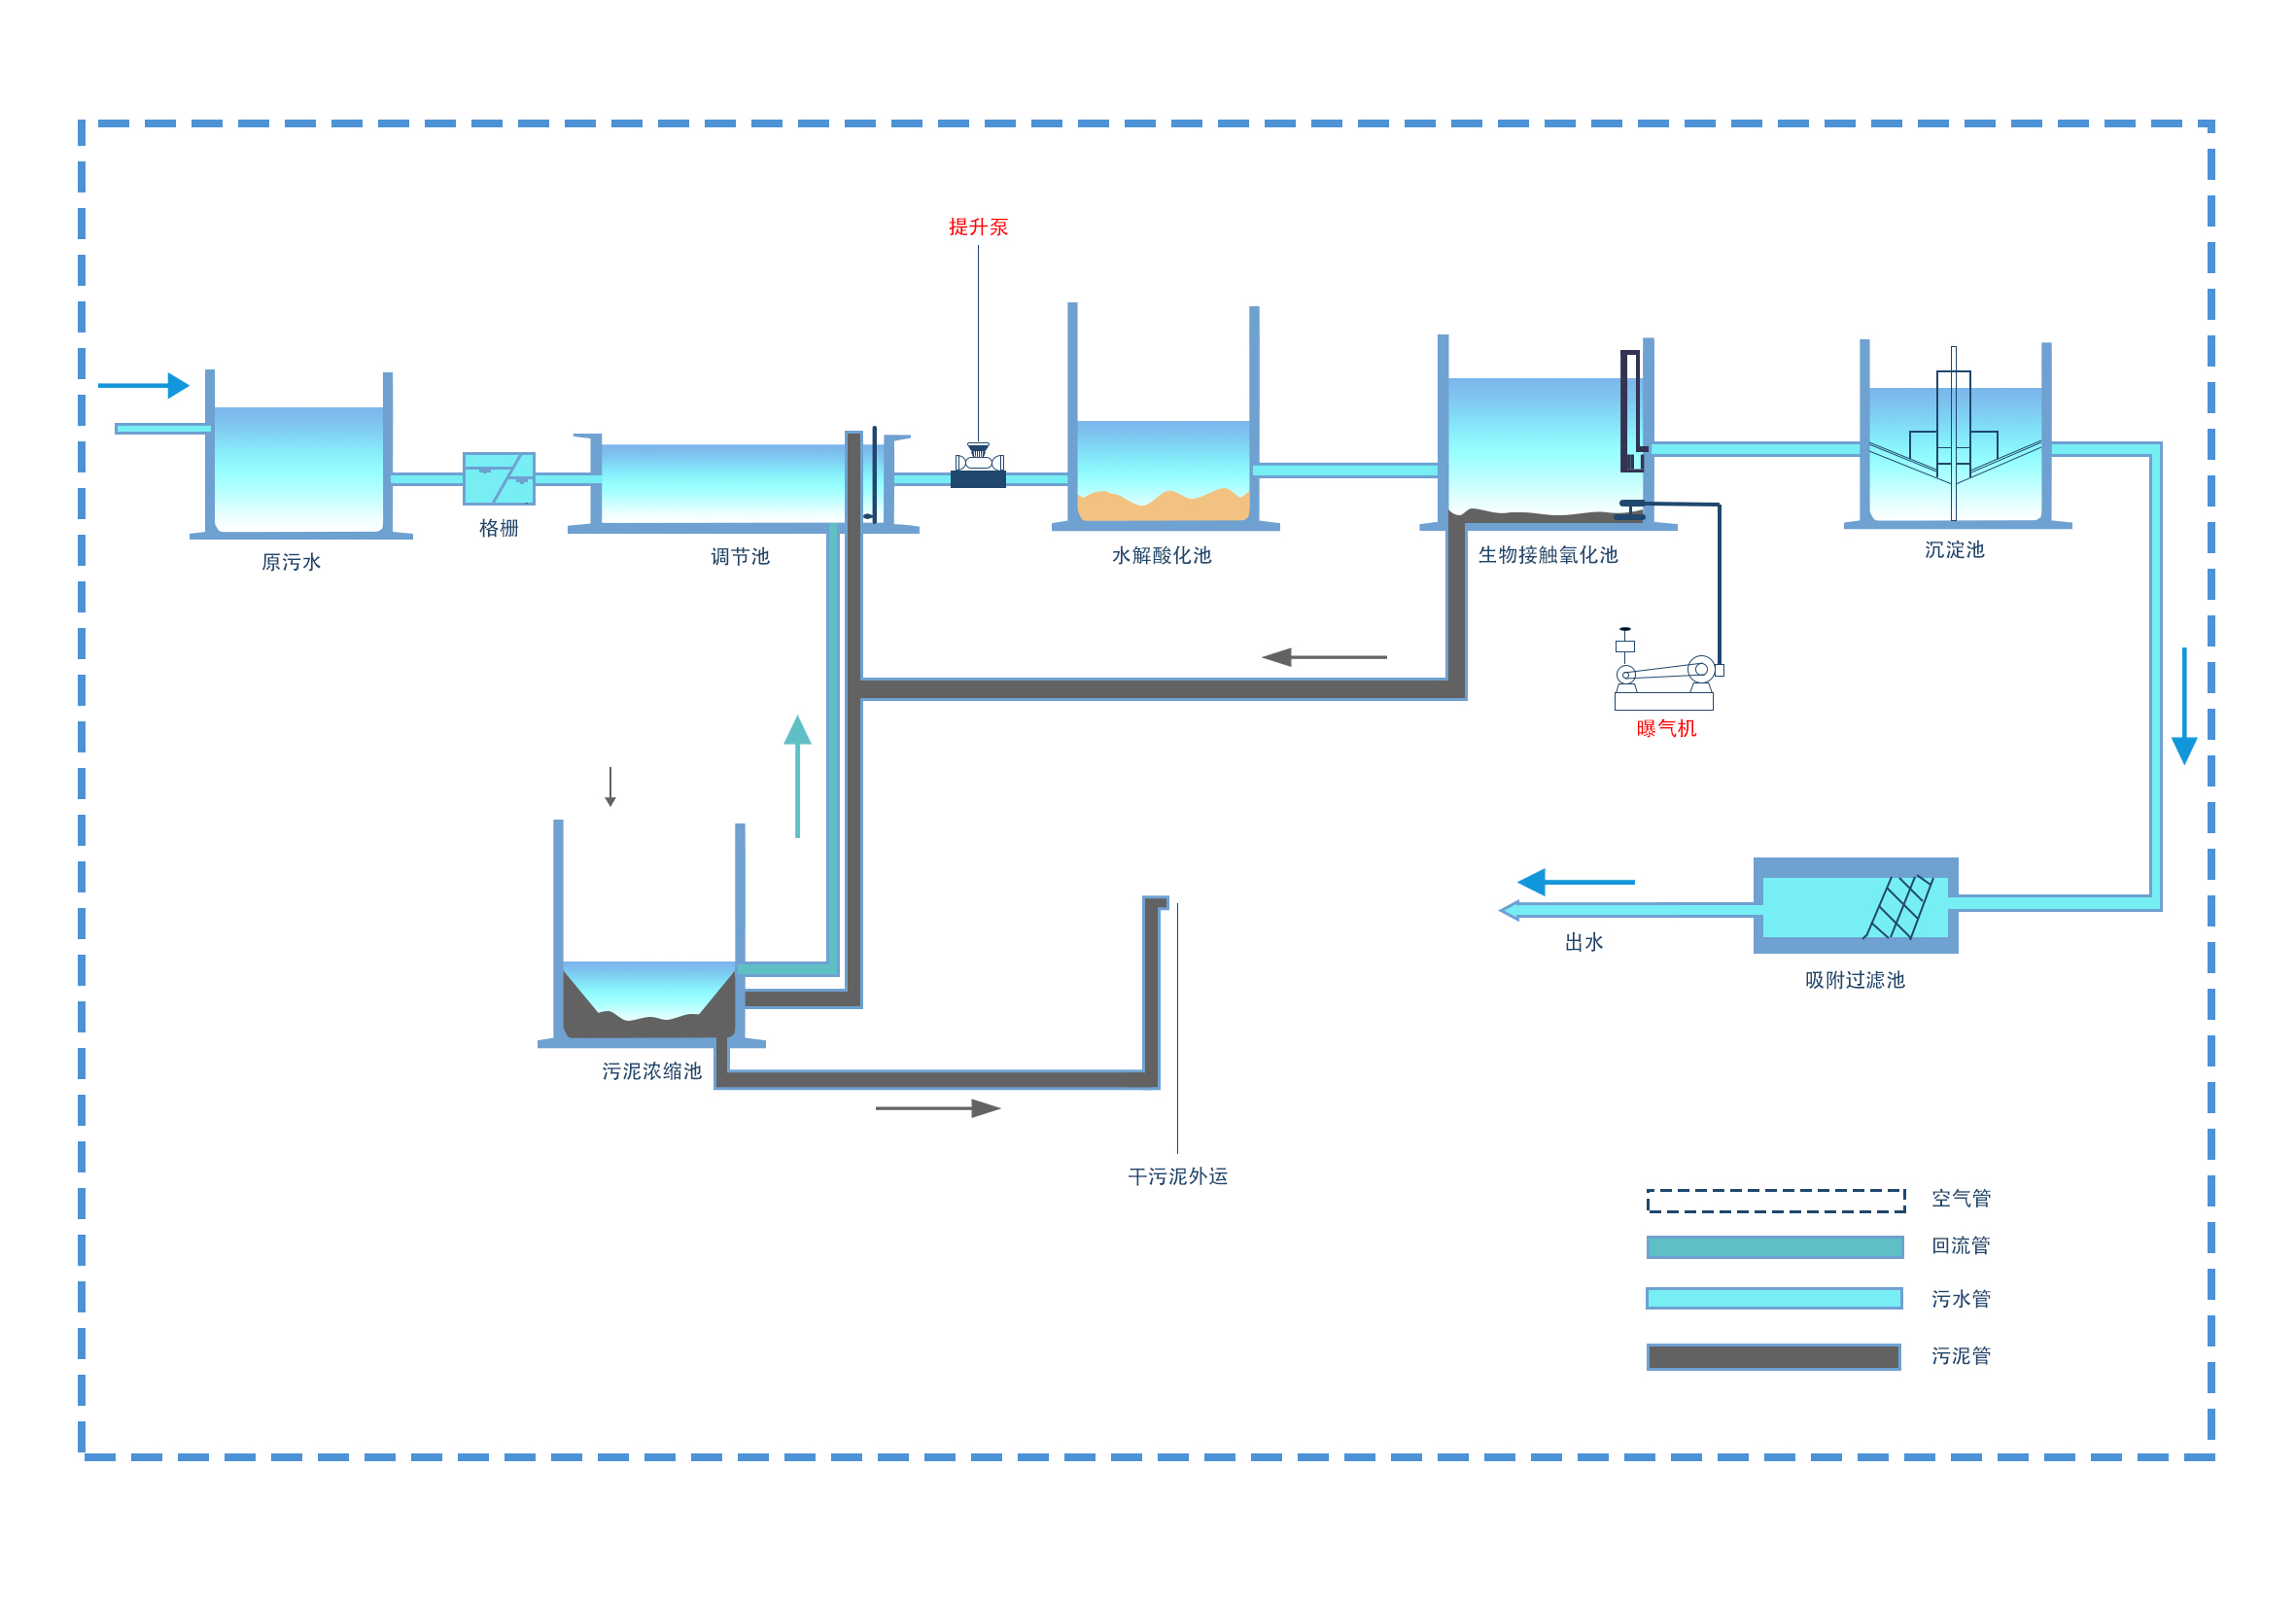 提升泵
格栅
原污水
调节池
水解酸化池
生物接触氧化池
沉淀池
曝气机
出水
吸附过滤池
污泥浓缩池
干污泥外运
空气管
回流管
污水管
污泥管